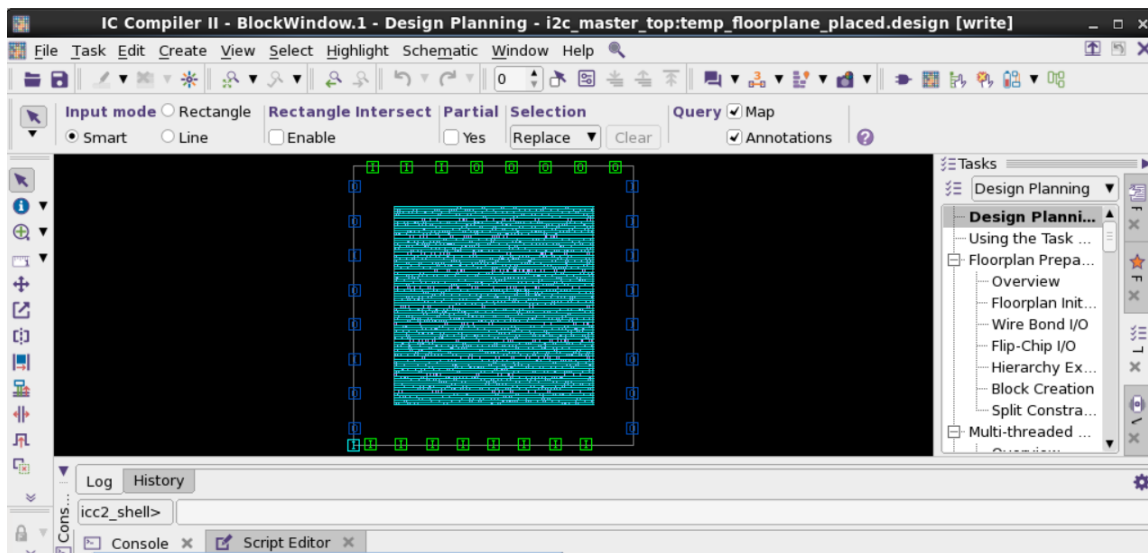 IC Compiler II - BlockWindow.1 - Design Planning - i2c_master_top:temp_floorplane_placed.design [write]
File Task Edit Create View Select Highlight Schematic Window Help
0
Input mode Rectangle Rectangle Intersect Partial Selection Query Map
Smart Line Enable Yes Replace Clear Annotations
I I I O O O O O
I I I I I I I I I
Tasks
Design Planning
Design Planni...
Using the Task ...
Floorplan Prepa...
Overview
Floorplan Init...
Wire Bond I/O
Flip-Chip I/O
Hierarchy Ex...
Block Creation
Split Constra...
Multi-threaded ...
Log History
Cons...
icc2_shell>
Console Script Editor